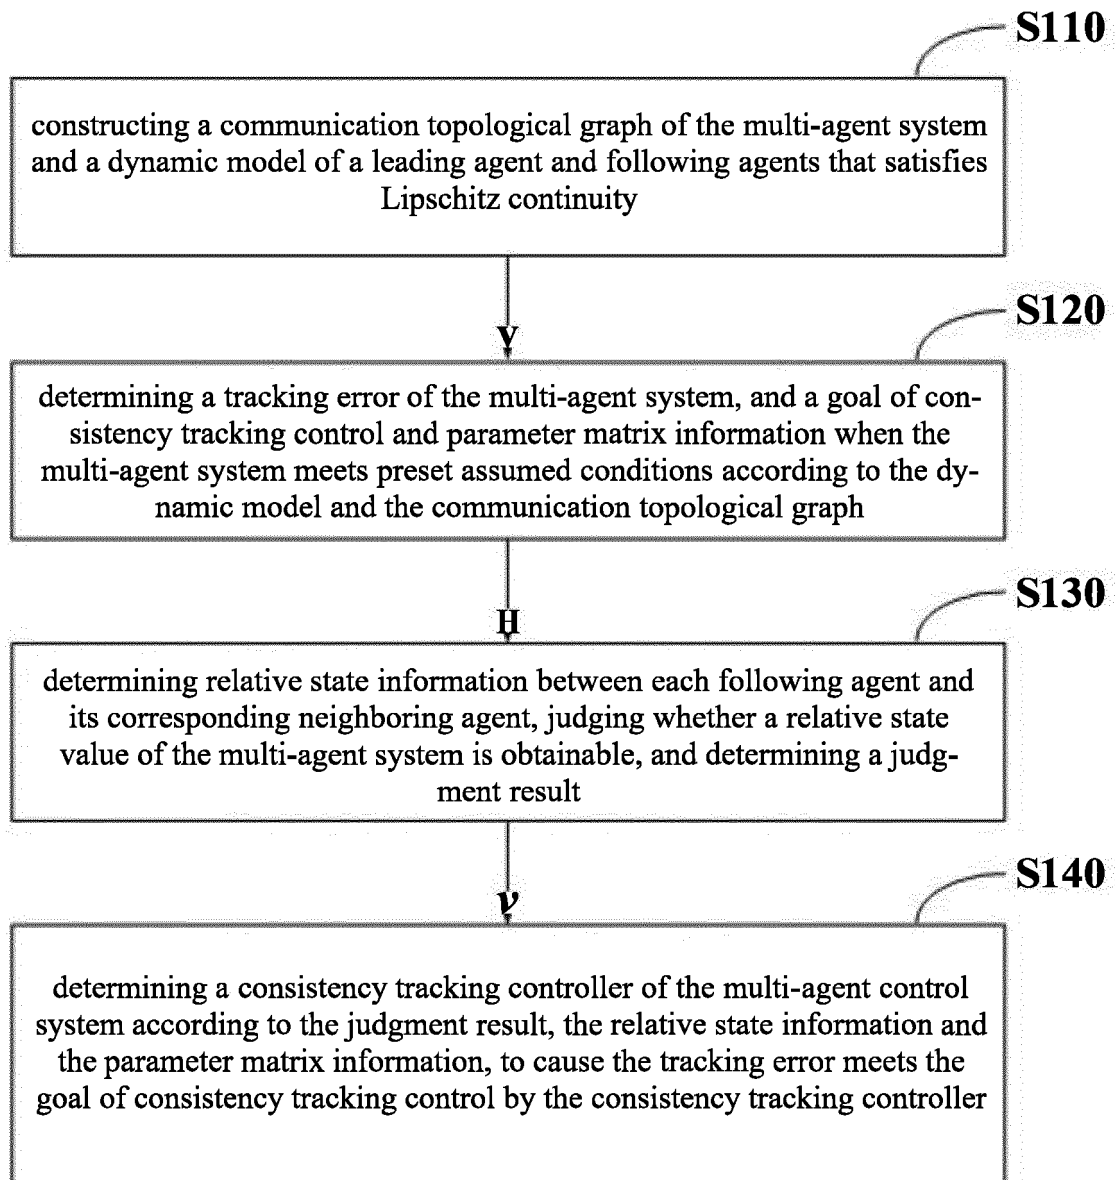 S110
constructing a communication topological graph of the multi-agent system
and a dynamic model of a leading agent and following agents that satisfies
Lipschitz continuity
V
S120
determining a tracking error of the multi-agent system, and a goal of con-
sistency tracking control and parameter matrix information when the
multi-agent system meets preset assumed conditions according to the dy-
namic model and the communication topological graph
H
S130
determining relative state information between each following agent and
its corresponding neighboring agent, judging whether a relative state
value of the multi-agent system is obtainable, and determining a judg-
ment result
v
S140
determining a consistency tracking controller of the multi-agent control
system according to the judgment result, the relative state information and
the parameter matrix information, to cause the tracking error meets the
goal of consistency tracking control by the consistency tracking controller